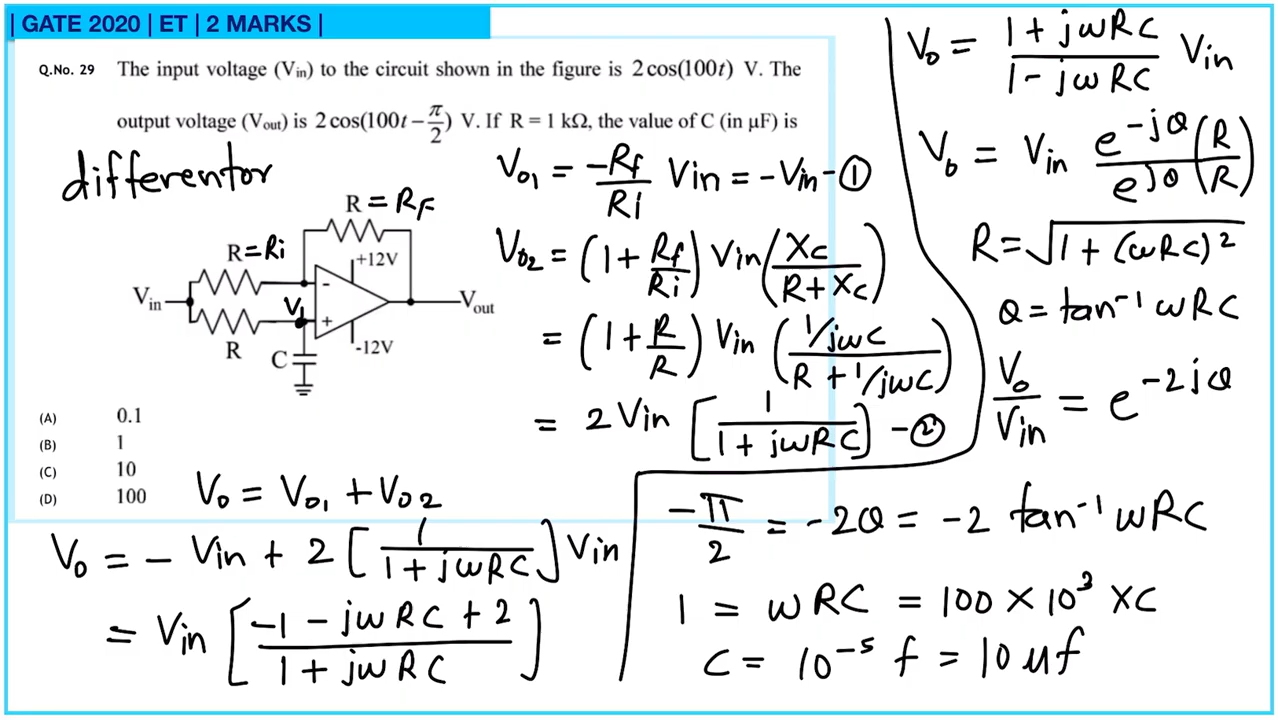 | GATE 2020 | ET | 2 MARKS |
Q.No. 29 The input voltage (Vin) to the circuit shown in the figure is 2 cos(100t) V. The
output voltage (Vout) is 2 cos(100t − π/2) V. If R = 1 kΩ, the value of C (in μF) is
differentor
R = RF
R=Ri
+12V
Vin
V1
-
+
Vout
R
-12V
C
(A) 0.1
(B) 1
(C) 10
(D) 100
Vo = Vo1 + Vo2
Vo = − Vin + 2 [1/(1 + jωRC)] Vin
= Vin [(−1 − jωRC + 2)/(1 + jωRC)]
Vo1 = −Rf/Ri Vin = −Vin −①
Vo2 = (1 + Rf/Ri) Vin (Xc/(R + Xc))
= (1 + R/R) Vin ((1/jωC)/(R + 1/jωC))
= 2 Vin [1/(1 + jωRC)] −②
Vo = (1 + jωRC)/(1 − jωRC) Vin
Vo = Vin e^−jθ/e^jθ (R/R)
R = √(1 + (ωRC)²)
θ = tan⁻¹ ωRC
Vo/Vin = e^−2jθ
−π/2 = −2θ = −2 tan⁻¹ ωRC
1 = ωRC = 100 × 10³ × C
C = 10⁻⁵ f = 10 μf